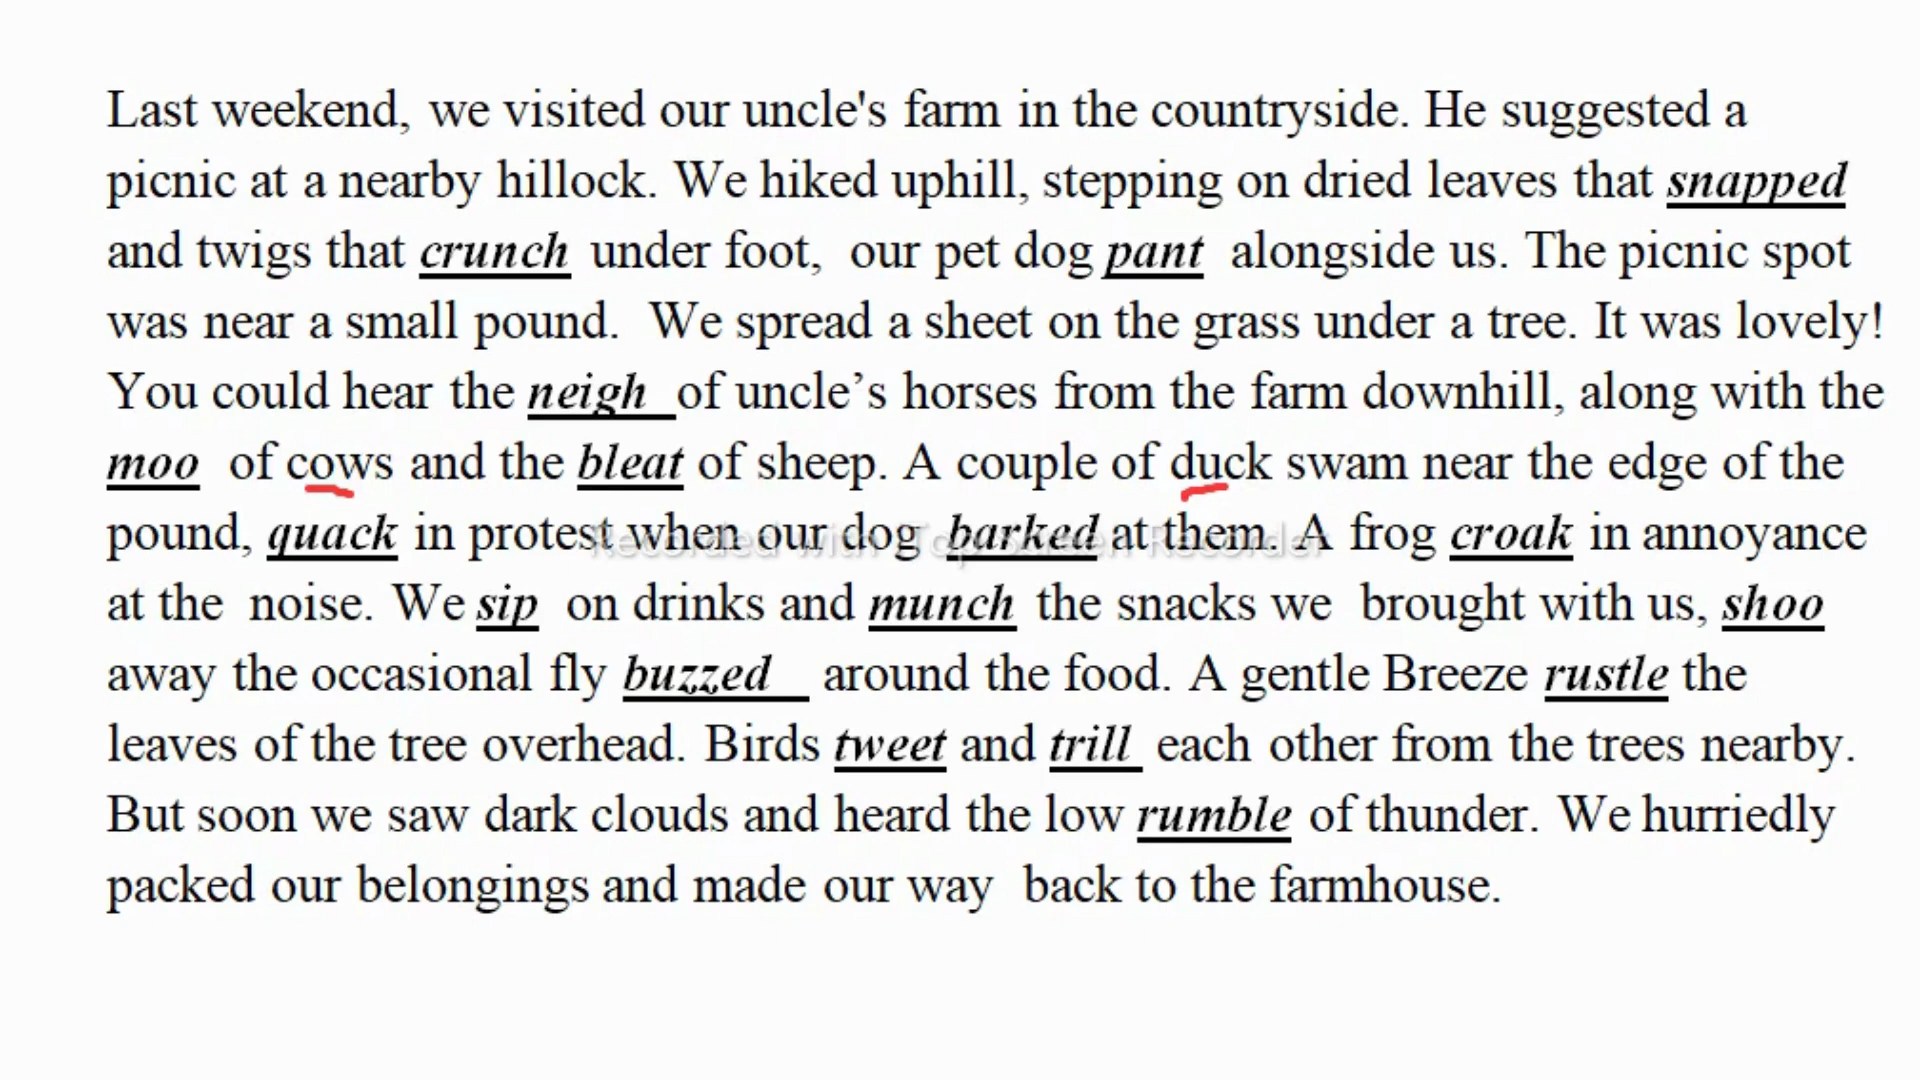 Last weekend, we visited our uncle's farm in the countryside. He suggested a
picnic at a nearby hillock. We hiked uphill, stepping on dried leaves that snapped
and twigs that crunch under foot, our pet dog pant alongside us. The picnic spot
was near a small pound. We spread a sheet on the grass under a tree. It was lovely!
You could hear the neigh of uncle’s horses from the farm downhill, along with the
moo of cows and the bleat of sheep. A couple of duck swam near the edge of the
pound, quack in protest when our dog barked at them. A frog croak in annoyance
Recorded with iTop Screen Recorder
at the noise. We sip on drinks and munch the snacks we brought with us, shoo
away the occasional fly buzzed around the food. A gentle Breeze rustle the
leaves of the tree overhead. Birds tweet and trill each other from the trees nearby.
But soon we saw dark clouds and heard the low rumble of thunder. We hurriedly
packed our belongings and made our way back to the farmhouse.